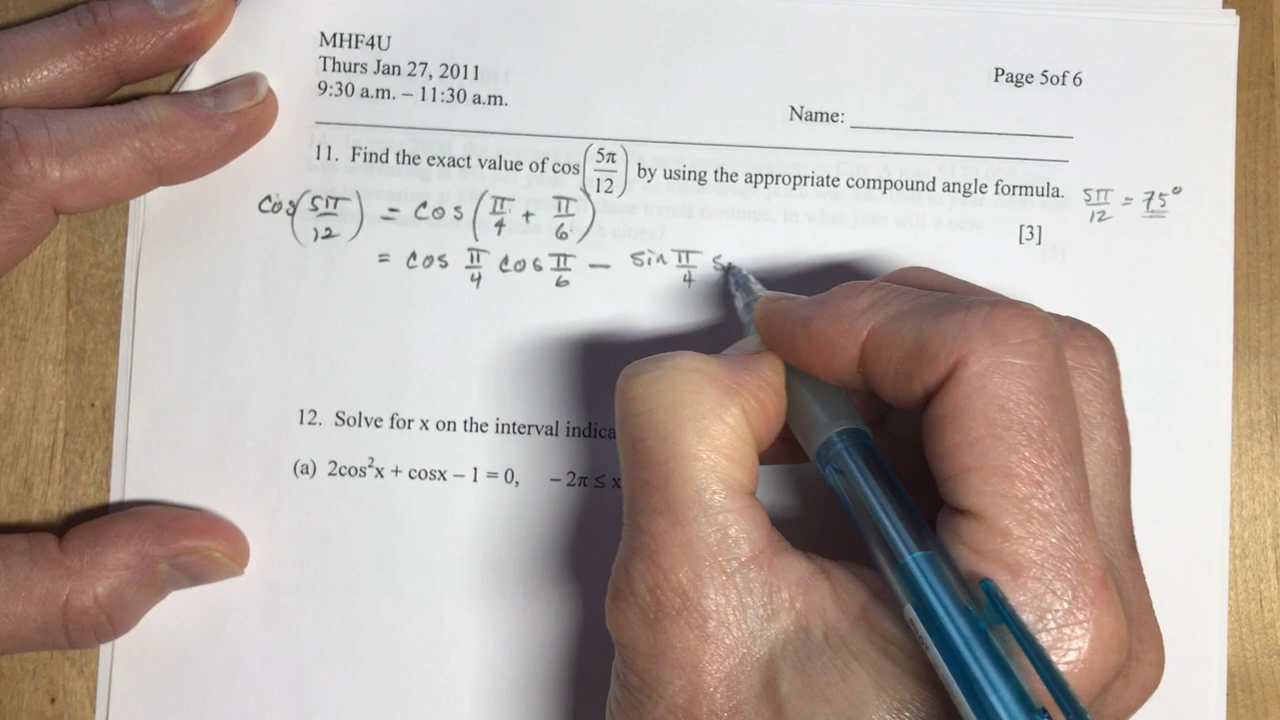 MHF4U
Thurs Jan 27, 2011
9:30 a.m. – 11:30 a.m.
Page 5of 6
Name:
11. Find the exact value of cos(5π/12) by using the appropriate compound angle formula.
5π/12 = 75°
[3]
cos(5π/12) = cos(π/4 + π/6)
= cos π/4 cos π/6 – sin π/4 s
12. Solve for x on the interval indica
(a) 2cos²x + cosx – 1 = 0, – 2π ≤ x